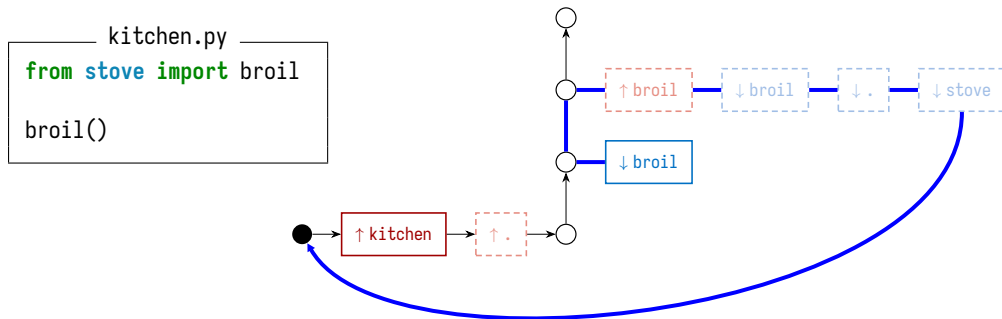 kitchen.py
from stove import broil
broil()
↑ broil
↓ broil
↓ .
↓ stove
↓ broil
↑ kitchen
↑ .